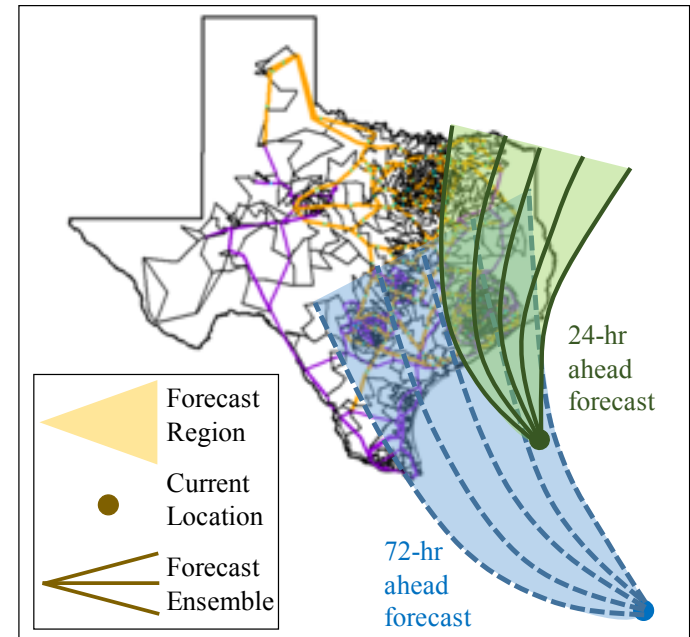 24-hr
ahead
forecast
Forecast
Region
Current
Location
Forecast
Ensemble
72-hr
ahead
forecast